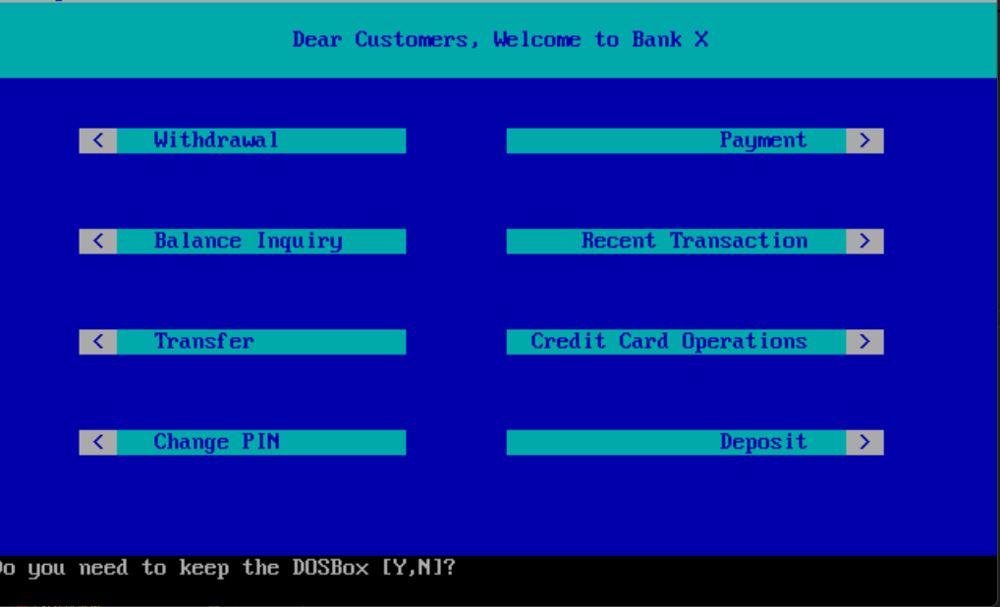 Dear Customers, Welcome to Bank X
< Withdrawal
Payment >
< Balance Inquiry
Recent Transaction >
< Transfer
Credit Card Operations >
< Change PIN
Deposit >
Do you need to keep the DOSBox [Y,N]?